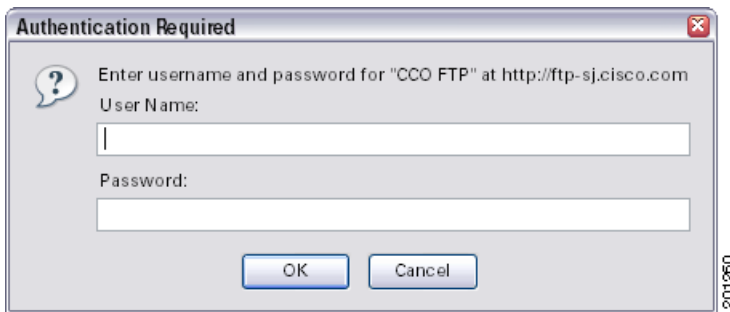 Authentication Required
Enter username and password for "CCO FTP" at http://ftp-sj.cisco.com
User Name:
Password:
OK
Cancel
201260